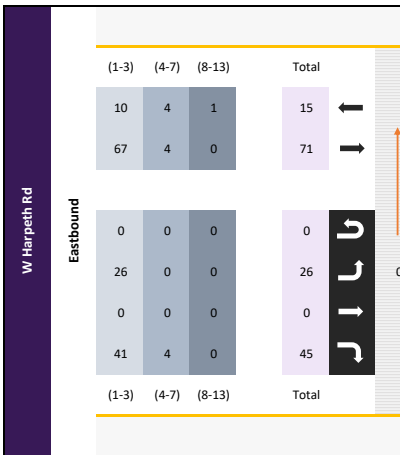 W Harpeth Rd
Eastbound
(1-3) (4-7) (8-13) Total
10 4 1 15
67 4 0 71
0 0 0 0
26 0 0 26
0 0 0 0
41 4 0 45
(1-3) (4-7) (8-13) Total